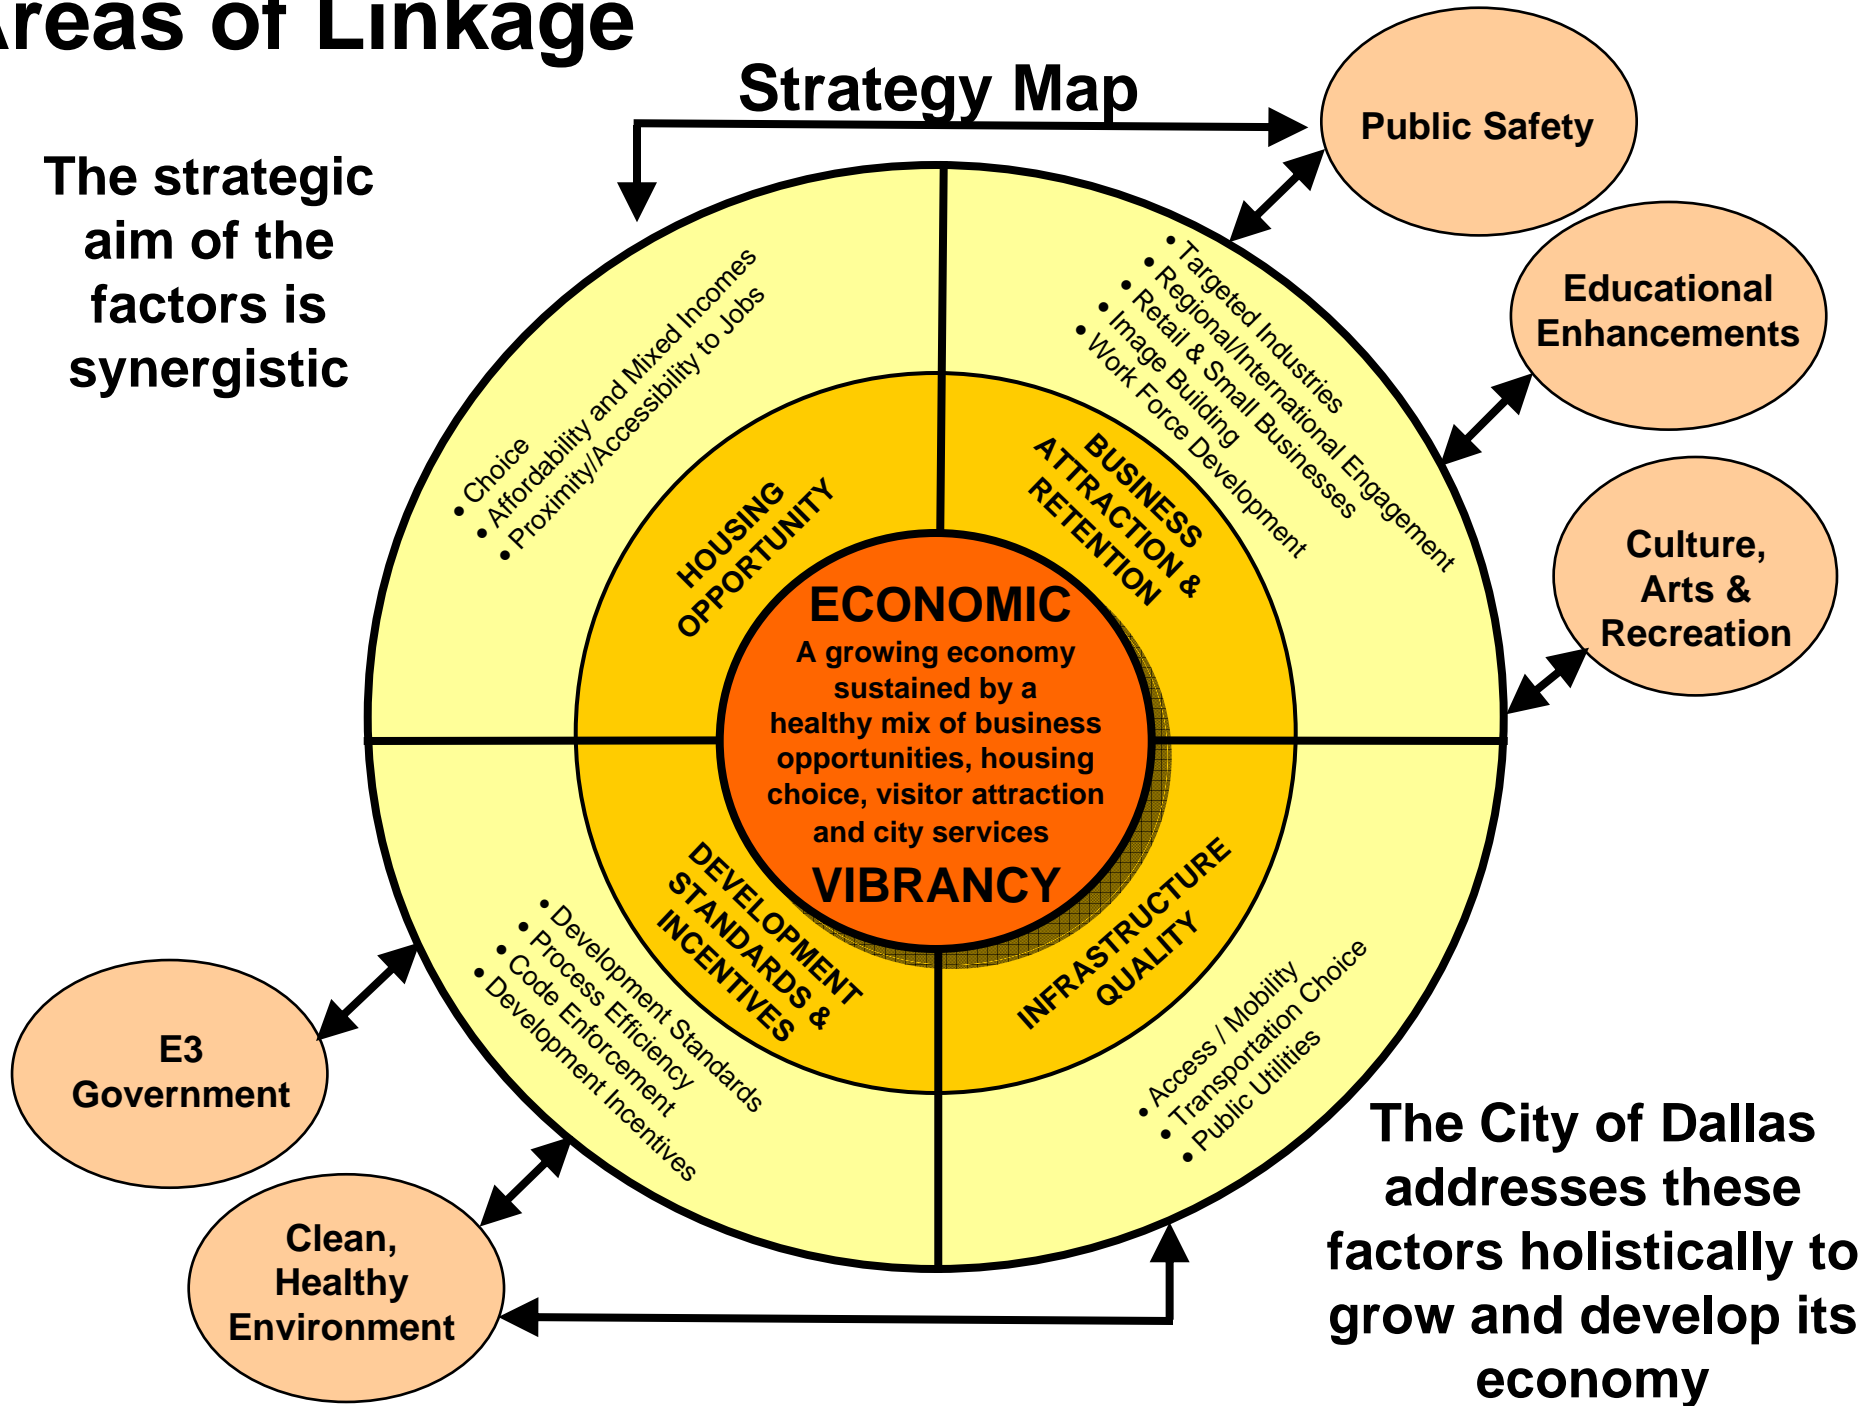 Areas of Linkage
Strategy Map
The strategic
aim of the
factors is
synergistic
Public Safety
Educational
Enhancements
Culture,
Arts &
Recreation
• Choice
• Affordability and Mixed Incomes
• Proximity/Accessibility to Jobs
• Targeted Industries
• Regional/International Engagement
• Retail & Small Businesses
• Image Building
• Work Force Development
HOUSING
OPPORTUNITY
BUSINESS
ATTRACTION &
RETENTION
ECONOMIC
A growing economy
sustained by a
healthy mix of business
opportunities, housing
choice, visitor attraction
and city services
VIBRANCY
DEVELOPMENT
STANDARDS &
INCENTIVES
INFRASTRUCTURE
QUALITY
• Development Standards
• Process Efficiency
• Code Enforcement
• Development Incentives
• Access / Mobility
• Transportation Choice
• Public Utilities
E3
Government
Clean,
Healthy
Environment
The City of Dallas
addresses these
factors holistically to
grow and develop its
economy